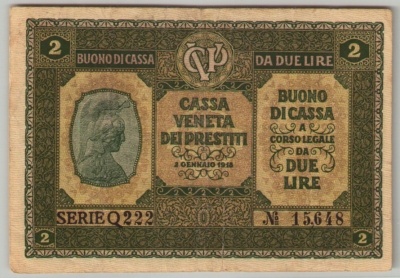 2
BUONO DI CASSA
CVP
DA DUE LIRE
2
CASSA
VENETA
DEI PRESTITI
2 GENNAIO 1918
BUONO
DI CASSA
A
CORSO LEGALE
DA
DUE
LIRE
SERIE Q222
No 15.648
2
2